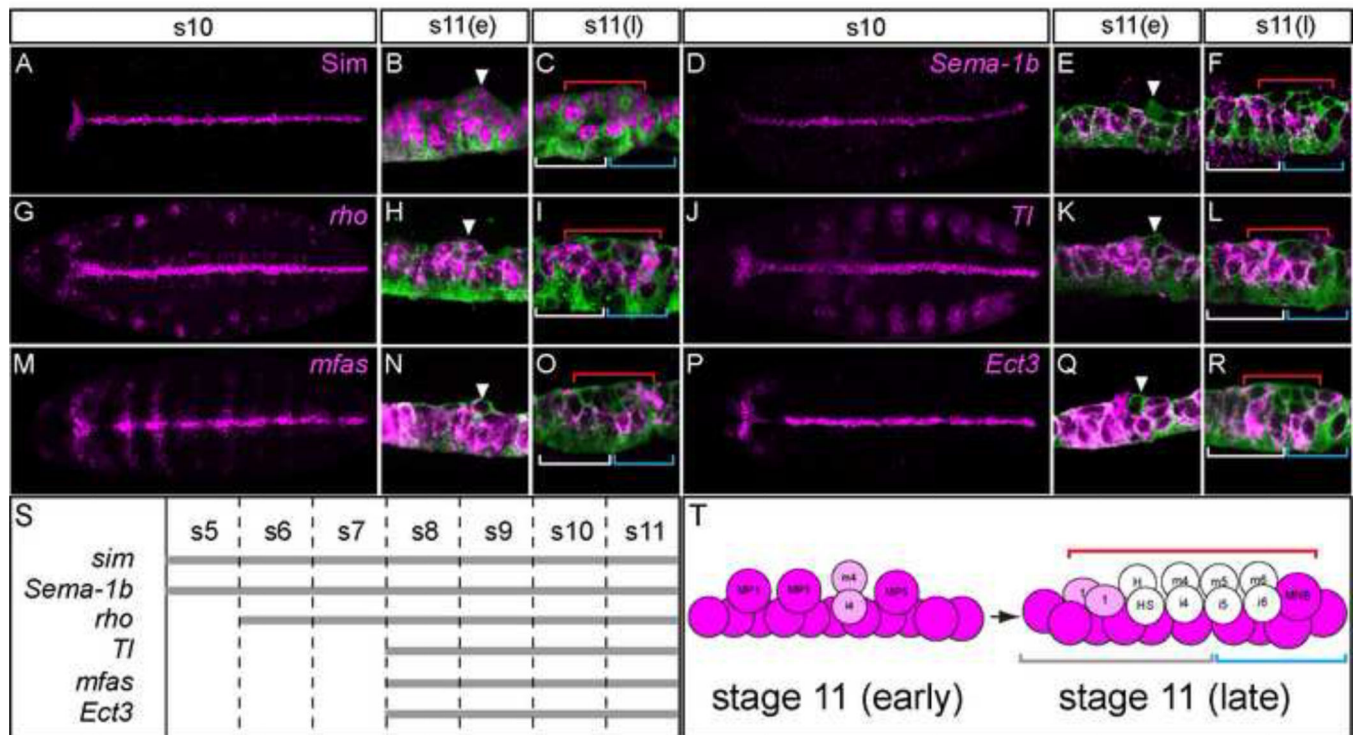 s10 s11(e) s11(l) s10 s11(e) s11(l)
A Sim B C D Sema-1b E F
G rho H I J Tl K L
M mfas N O P Ect3 Q R
S s5 s6 s7 s8 s9 s10 s11
sim
Sema-1b
rho
Tl
mfas
Ect3
T
m4 H m4 m5 m6
MP1 MP3 i4 1 1 HS i4 i5 i6 MNB
stage 11 (early) stage 11 (late)